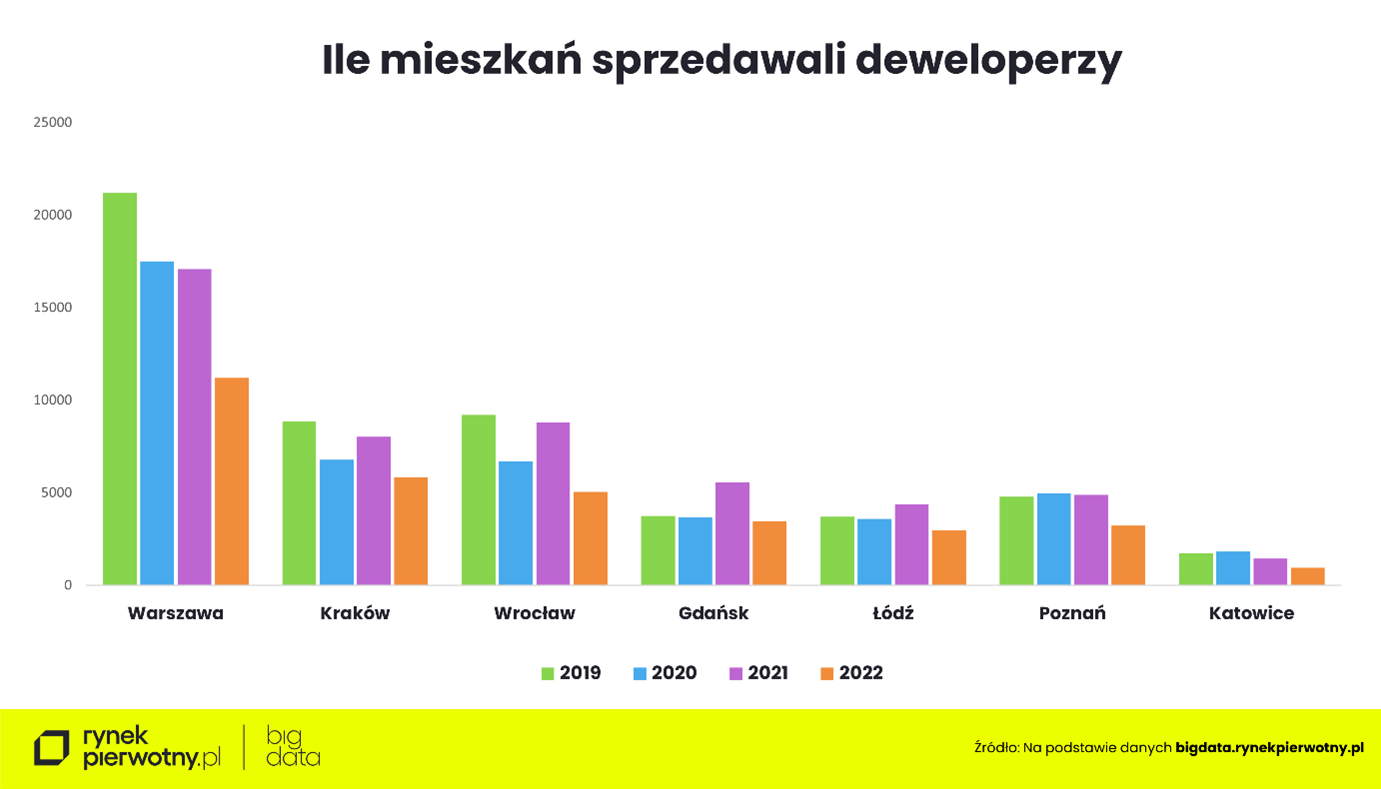 Ile mieszkań sprzedawali deweloperzy
25000
20000
15000
10000
5000
0
Warszawa Kraków Wrocław Gdańsk Łódź Poznań Katowice
2019 2020 2021 2022
rynek
pierwotny.pl
big
data
Źródło: Na podstawie danych bigdata.rynekpierwotny.pl